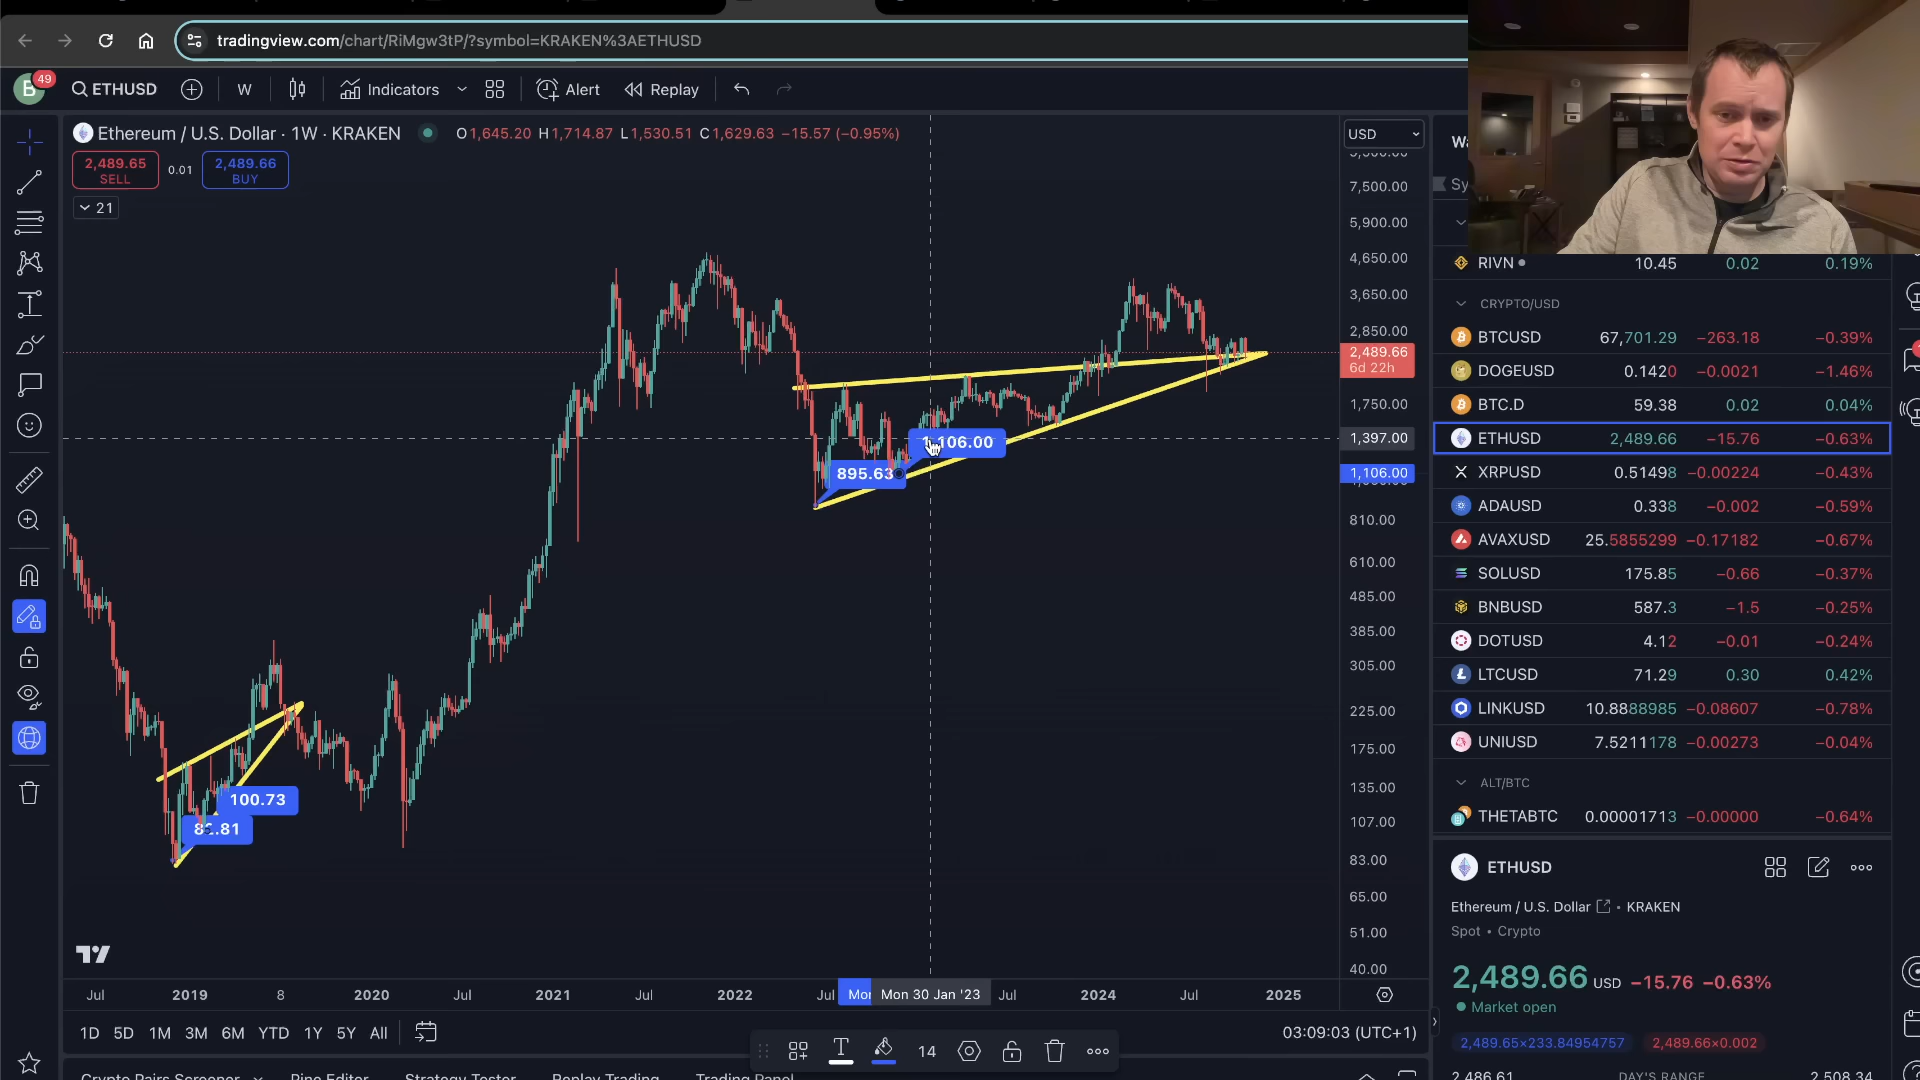 tradingview.com/chart/RiMgw3tP/?symbol=KRAKEN%3AETHUSD
B 49 ETHUSD W Indicators Alert Replay
Ethereum / U.S. Dollar · 1W · KRAKEN O1,645.20 H1,714.87 L1,530.51 C1,629.63 −15.57 (−0.95%)
USD
2,489.65 SELL 0.01 2,489.66 BUY
21
7,500.00
5,900.00
4,650.00
3,650.00
2,850.00
2,489.66
6d 22h
1,750.00
1,397.00
1,106.00
810.00
610.00
485.00
385.00
305.00
225.00
175.00
135.00
107.00
83.00
65.00
51.00
40.00
895.63
100.73
Jul 2019 8 2020 Jul 2021 Jul 2022 Jul Mon 30 Jan '23 Jul 2024 Jul 2025
1D 5D 1M 3M 6M YTD 1Y 5Y All 03:09:03 (UTC+1)
T 14
Crypto Pairs Screener Pine Editor Strategy Tester Replay Trading Trading Panel
RIVN 10.45 0.02 0.19%
CRYPTO/USD
BTCUSD 67,701.29 −263.18 −0.39%
DOGEUSD 0.1420 −0.0021 −1.46%
BTC.D 59.38 0.02 0.04%
ETHUSD 2,489.66 −15.76 −0.63%
XRPUSD 0.51498 −0.00224 −0.43%
ADAUSD 0.338 −0.002 −0.59%
AVAXUSD 25.5855299 −0.17182 −0.67%
SOLUSD 175.85 −0.66 −0.37%
BNBUSD 587.3 −1.5 −0.25%
DOTUSD 4.12 −0.01 −0.24%
LTCUSD 71.29 0.30 0.42%
LINKUSD 10.8888985 −0.08607 −0.78%
UNIUSD 7.5211178 −0.00273 −0.04%
ALT/BTC
THETABTC 0.00001713 −0.00000 −0.64%
ETHUSD
Ethereum / U.S. Dollar • KRAKEN
Spot • Crypto
2,489.66 USD −15.76 −0.63%
Market open
2,489.65×233.84954757 2,489.66×0.002
2,486.61 DAY'S RANGE 2,508.34